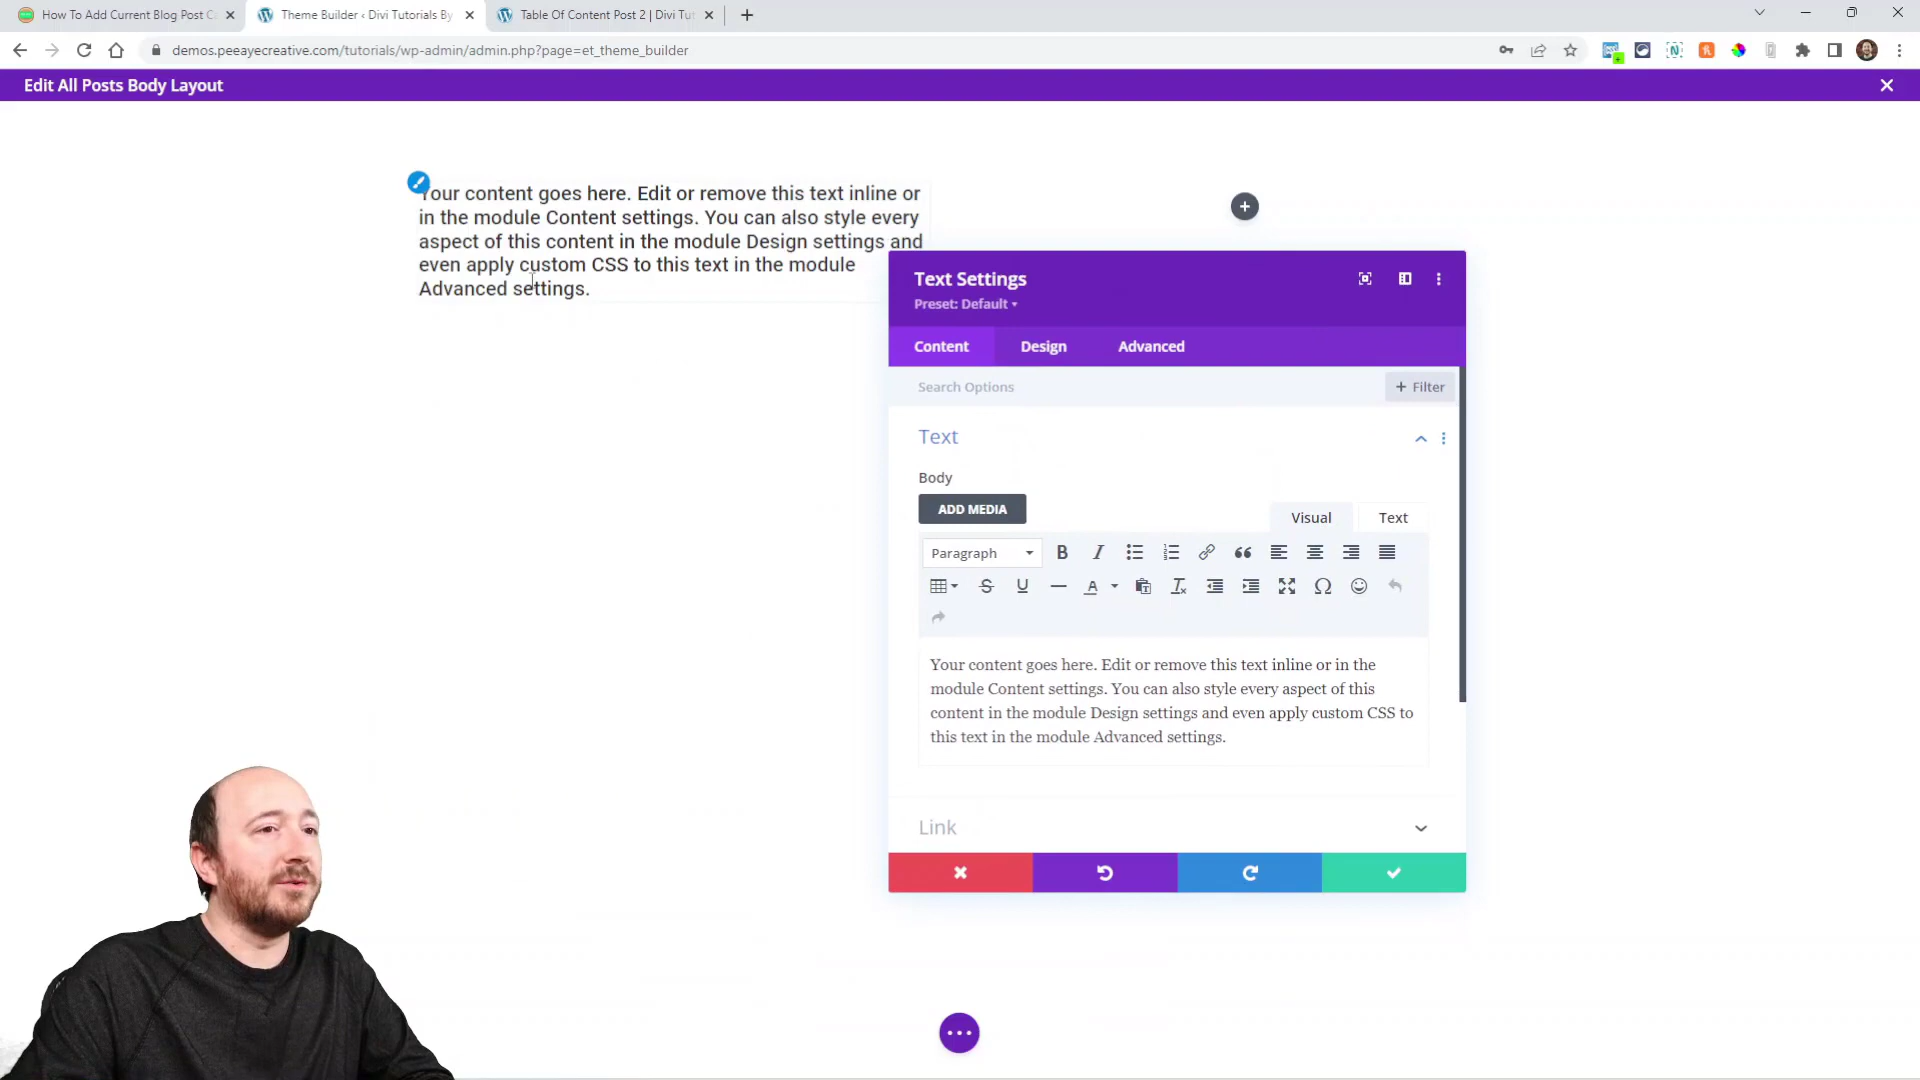 How To Add Current Blog Post Ca
Theme Builder ‹ Divi Tutorials By
Table Of Content Post 2 | Divi Tut
demos.peeayecreative.com/tutorials/wp-admin/admin.php?page=et_theme_builder
Edit All Posts Body Layout
Your content goes here. Edit or remove this text inline or
in the module Content settings. You can also style every
aspect of this content in the module Design settings and
even apply custom CSS to this text in the module
Advanced settings.
Text Settings
Preset: Default
Content
Design
Advanced
Search Options
+ Filter
Text
Body
ADD MEDIA
Visual
Text
Paragraph
Your content goes here. Edit or remove this text inline or in the
module Content settings. You can also style every aspect of this
content in the module Design settings and even apply custom CSS to
this text in the module Advanced settings.
Link